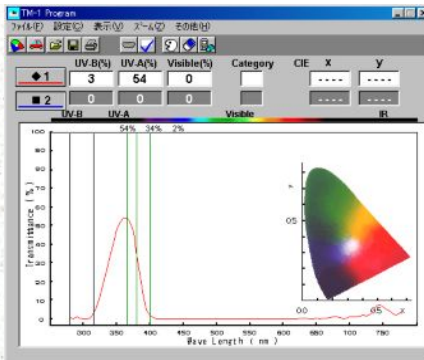 TM-1 Program
ファイル(F) 設定(C) 表示(V) ズーム(Z) その他(H)
UV-B(%) UV-A(%) Visible(%) Category CIE x y
◆ 1 3 54 0 ---- ----
■ 2 0 0 0 ---- ----
UV-B UV-A Visible IR
54% 34% 2%
100
90
80
70
60
50
40
30
20
10
0
Transmittance (%)
300 350 400 450 500 550 600 650 700 750
Wave Length ( nm )
y
0.5
0.0 0.5 x